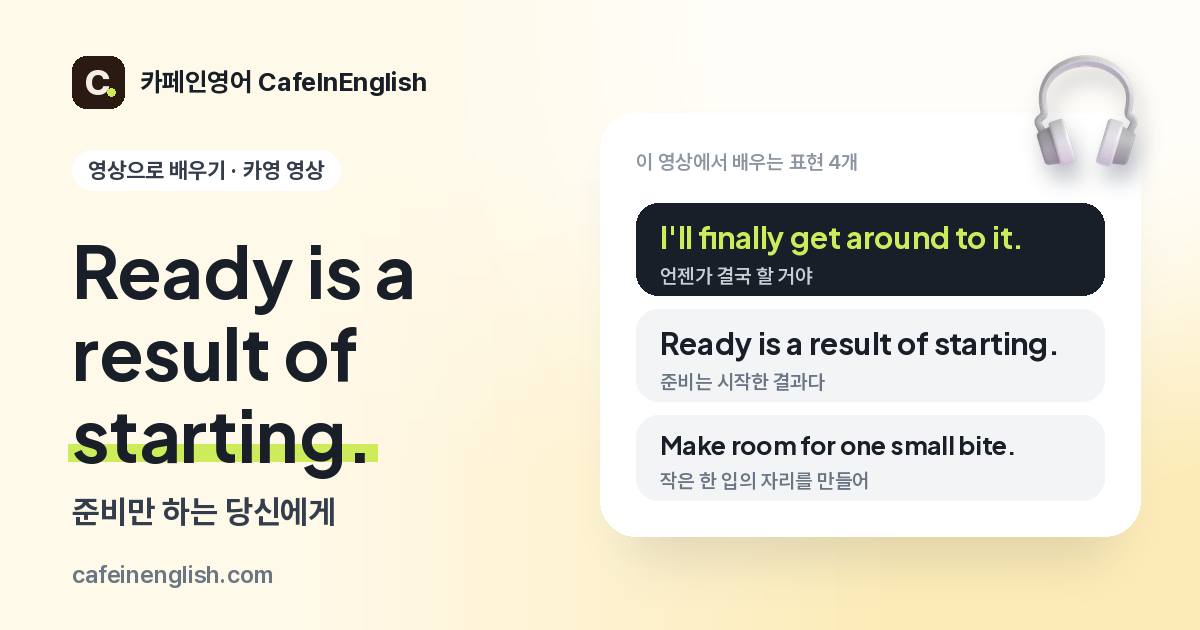 C.
카페인영어 CafeInEnglish
영상으로 배우기 · 카영 영상
Ready is a
result of
starting.
준비만 하는 당신에게
cafeinenglish.com
이 영상에서 배우는 표현 4개
I'll finally get around to it.
언젠가 결국 할 거야
Ready is a result of starting.
준비는 시작한 결과다
Make room for one small bite.
작은 한 입의 자리를 만들어